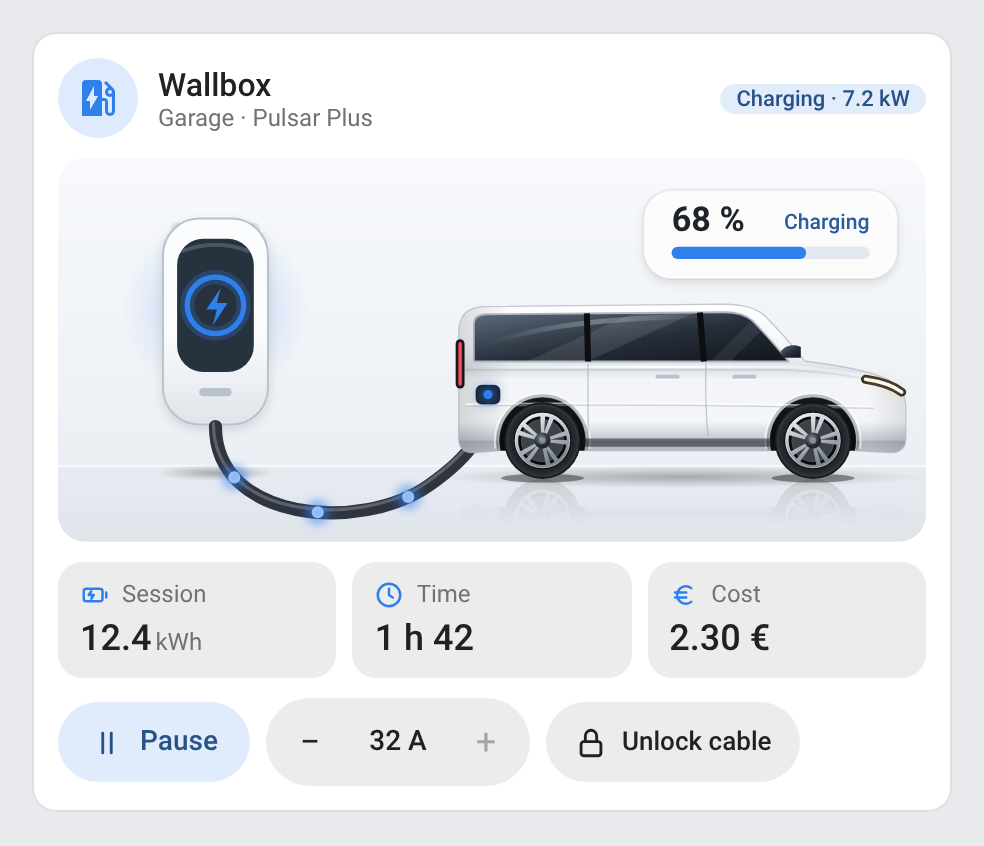 Wallbox
Garage · Pulsar Plus
Charging · 7.2 kW
68 %
Charging
Session
12.4 kWh
Time
1 h 42
Cost
2.30 €
Pause
− 32 A +
Unlock cable